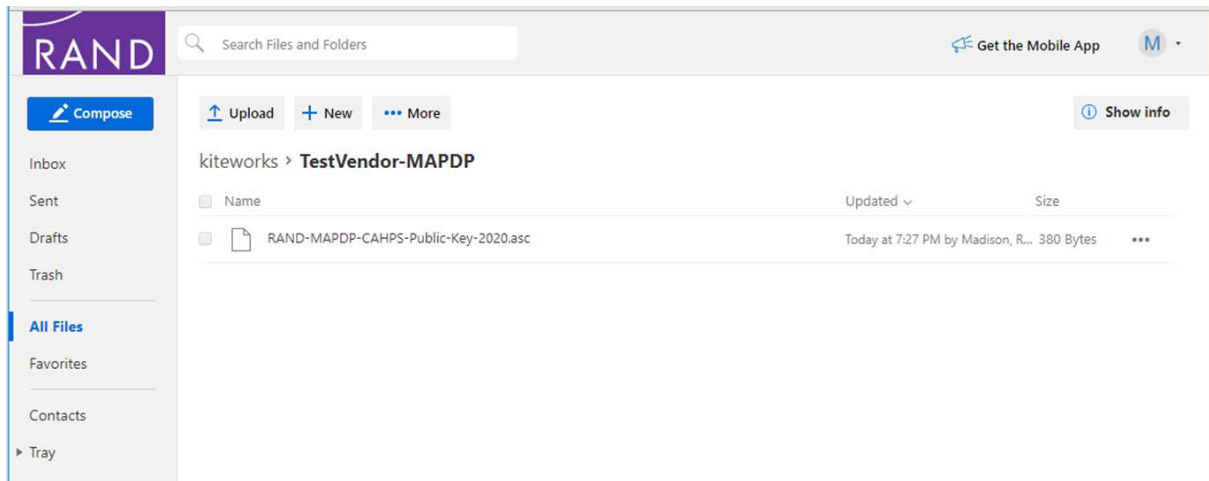 RAND
Search Files and Folders
Get the Mobile App
M
Compose
Inbox
Sent
Drafts
Trash
All Files
Favorites
Contacts
Tray
Upload
New
More
Show info
kiteworks > TestVendor-MAPDP
Name Updated Size
RAND-MAPDP-CAHPS-Public-Key-2020.asc Today at 7:27 PM by Madison, R... 380 Bytes